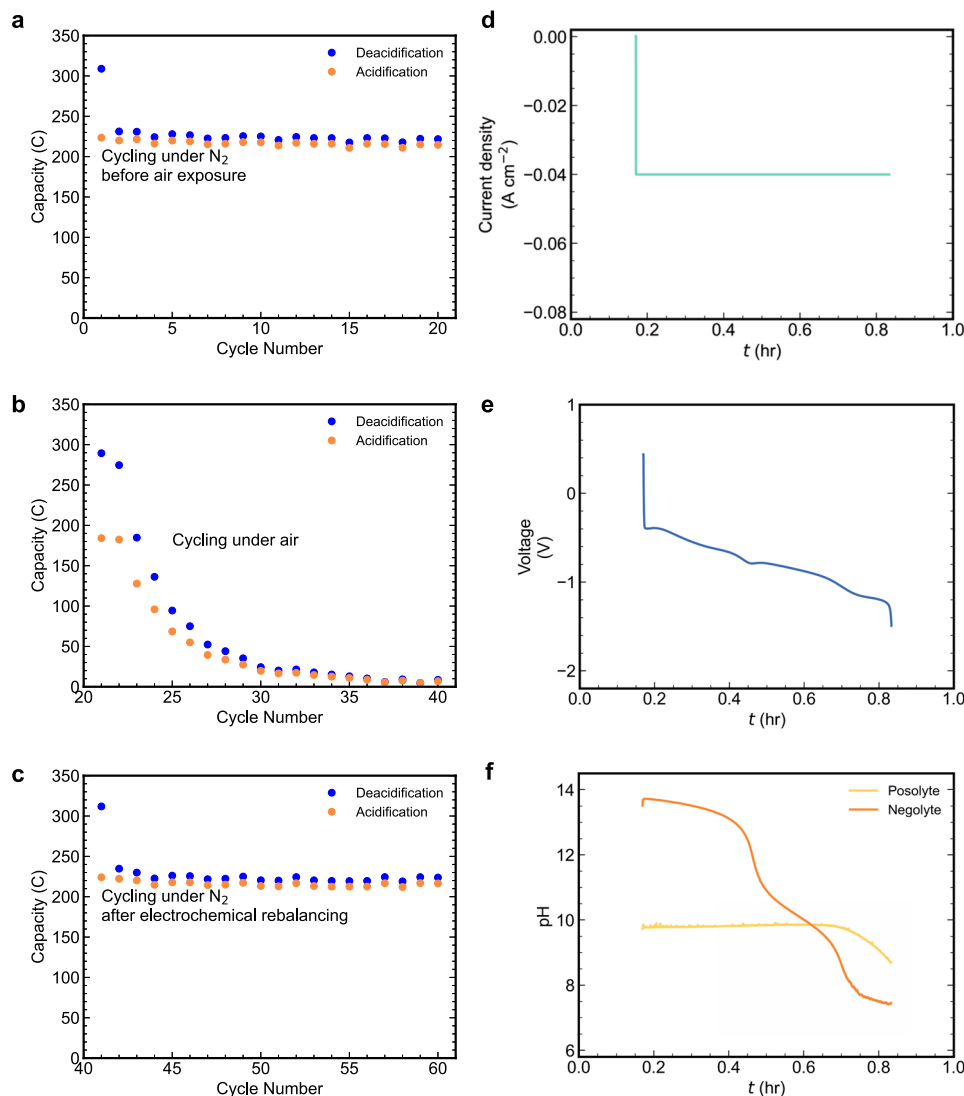 a
350
300
250
200
150
100
50
0
Capacity (C)
Deacidification
Acidification
Cycling under N₂
before air exposure
0 5 10 15 20
Cycle Number
b
350
300
250
200
150
100
50
0
Capacity (C)
Deacidification
Acidification
Cycling under air
20 25 30 35 40
Cycle Number
c
350
300
250
200
150
100
50
0
Capacity (C)
Deacidification
Acidification
Cycling under N₂
after electrochemical rebalancing
40 45 50 55 60
Cycle Number
d
0.00
−0.02
−0.04
−0.06
−0.08
Current density
(A cm⁻²)
0.0 0.2 0.4 0.6 0.8 1.0
t (hr)
e
1
0
−1
−2
Voltage
(V)
0.0 0.2 0.4 0.6 0.8 1.0
t (hr)
f
14
12
10
8
6
pH
Posolyte
Negolyte
0.0 0.2 0.4 0.6 0.8 1.0
t (hr)